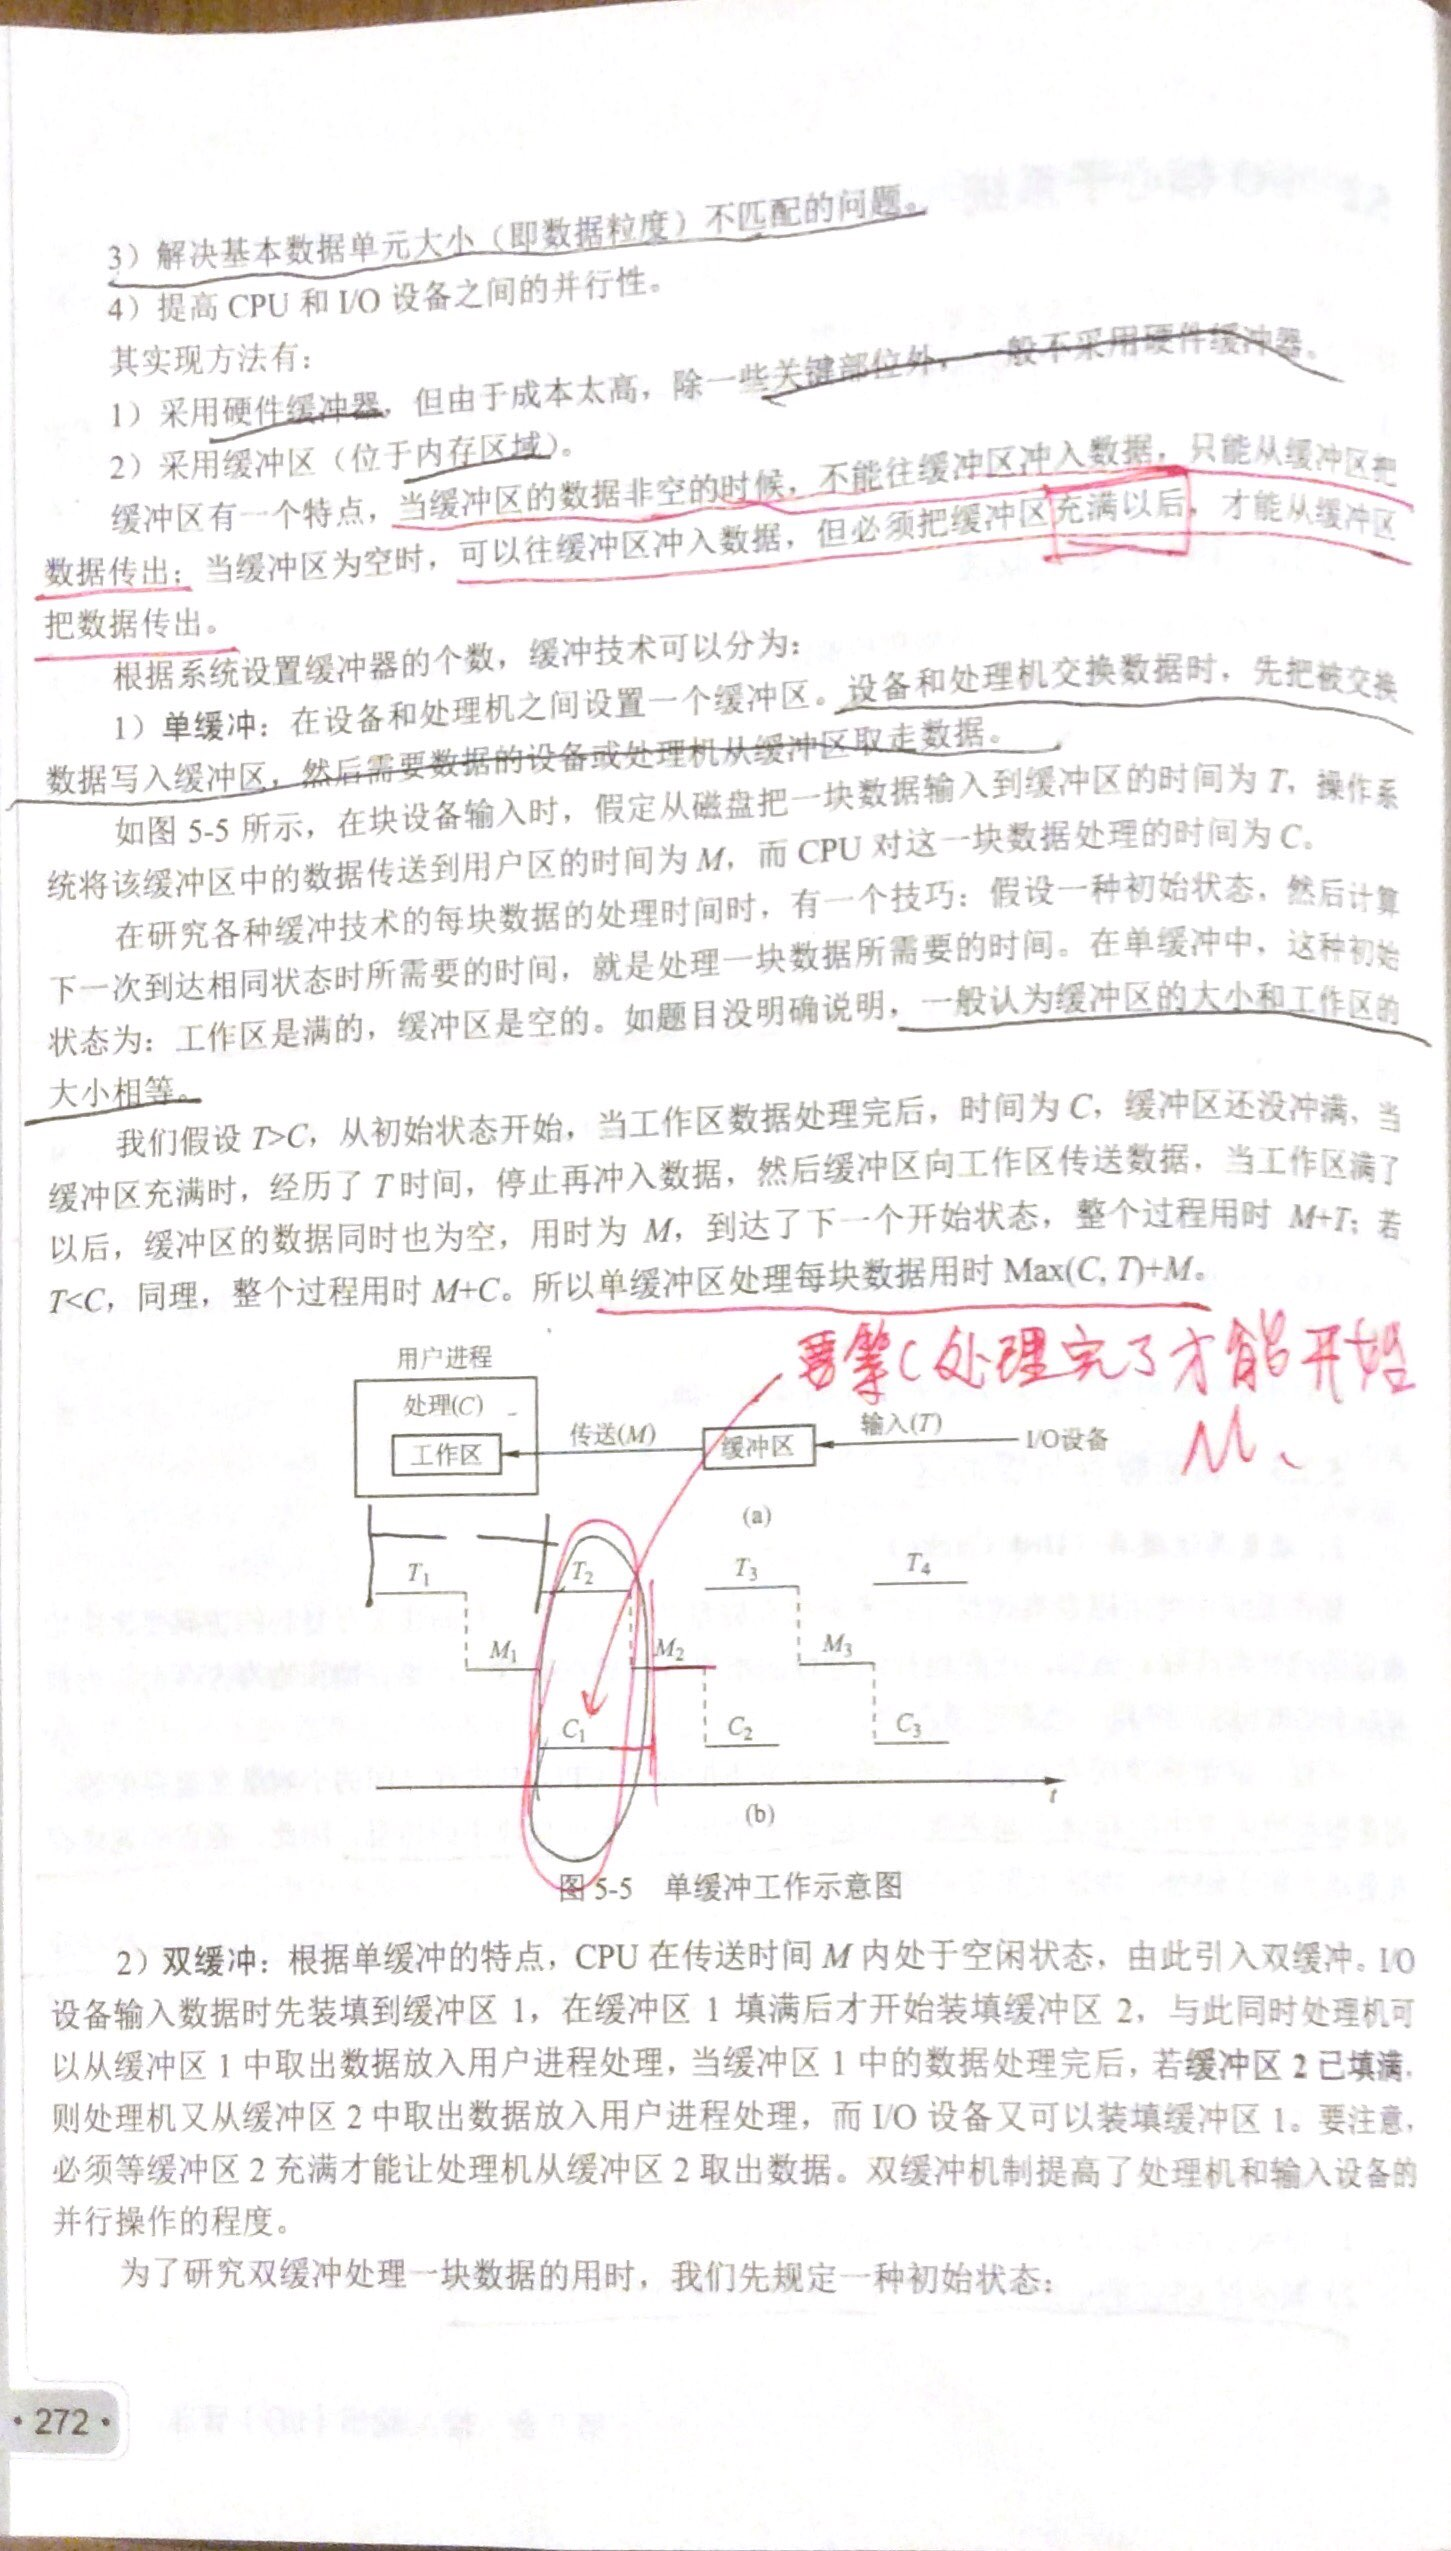 3）解决基本数据单元大小（即数据粒度）不匹配的问题。
4）提高 CPU 和 I/O 设备之间的并行性。
其实现方法有：
1）采用硬件缓冲器，但由于成本太高，除一些关键部位外，一般不采用硬件缓冲器。
2）采用缓冲区（位于内存区域）。
缓冲区有一个特点，当缓冲区的数据非空的时候，不能往缓冲区冲入数据，只能从缓冲区把
数据传出；当缓冲区为空时，可以往缓冲区冲入数据，但必须把缓冲区充满以后，才能从缓冲区
把数据传出。
根据系统设置缓冲器的个数，缓冲技术可以分为：
1）单缓冲：在设备和处理机之间设置一个缓冲区。设备和处理机交换数据时，先把被交换
数据写入缓冲区，然后需要数据的设备或处理机从缓冲区取走数据。
如图 5-5 所示，在块设备输入时，假定从磁盘把一块数据输入到缓冲区的时间为 T，操作系
统将该缓冲区中的数据传送到用户区的时间为 M，而 CPU 对这一块数据处理的时间为 C。
在研究各种缓冲技术的每块数据的处理时间时，有一个技巧：假设一种初始状态，然后计算
下一次到达相同状态时所需要的时间，就是处理一块数据所需要的时间。在单缓冲中，这种初始
状态为：工作区是满的，缓冲区是空的。如题目没明确说明，一般认为缓冲区的大小和工作区的
大小相等。
我们假设 T>C，从初始状态开始，当工作区数据处理完后，时间为 C，缓冲区还没冲满，当
缓冲区充满时，经历了 T 时间，停止再冲入数据，然后缓冲区向工作区传送数据，当工作区满了
以后，缓冲区的数据同时也为空，用时为 M，到达了下一个开始状态，整个过程用时 M+T；若
T<C，同理，整个过程用时 M+C。所以单缓冲区处理每块数据用时 Max(C, T)+M。
要等C处理完了才能开始
M、
用户进程
处理(C)
工作区
传送(M)
缓冲区
输入(T)
I/O设备
(a)
T1 T2 T3 T4
M1 M2 M3
C1 C2 C3
t
(b)
图 5-5 单缓冲工作示意图
2）双缓冲：根据单缓冲的特点，CPU 在传送时间 M 内处于空闲状态，由此引入双缓冲。I/O
设备输入数据时先装填到缓冲区 1，在缓冲区 1 填满后才开始装填缓冲区 2，与此同时处理机可
以从缓冲区 1 中取出数据放入用户进程处理，当缓冲区 1 中的数据处理完后，若缓冲区 2 已填满，
则处理机又从缓冲区 2 中取出数据放入用户进程处理，而 I/O 设备又可以装填缓冲区 1。要注意，
必须等缓冲区 2 充满才能让处理机从缓冲区 2 取出数据。双缓冲机制提高了处理机和输入设备的
并行操作的程度。
为了研究双缓冲处理一块数据的用时，我们先规定一种初始状态：
·272·